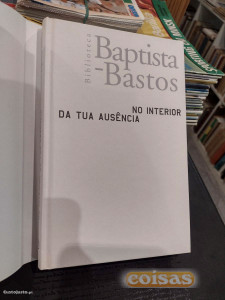 Biblioteca
Baptista
-Bastos
NO INTERIOR
DA TUA AUSÊNCIA
coisas